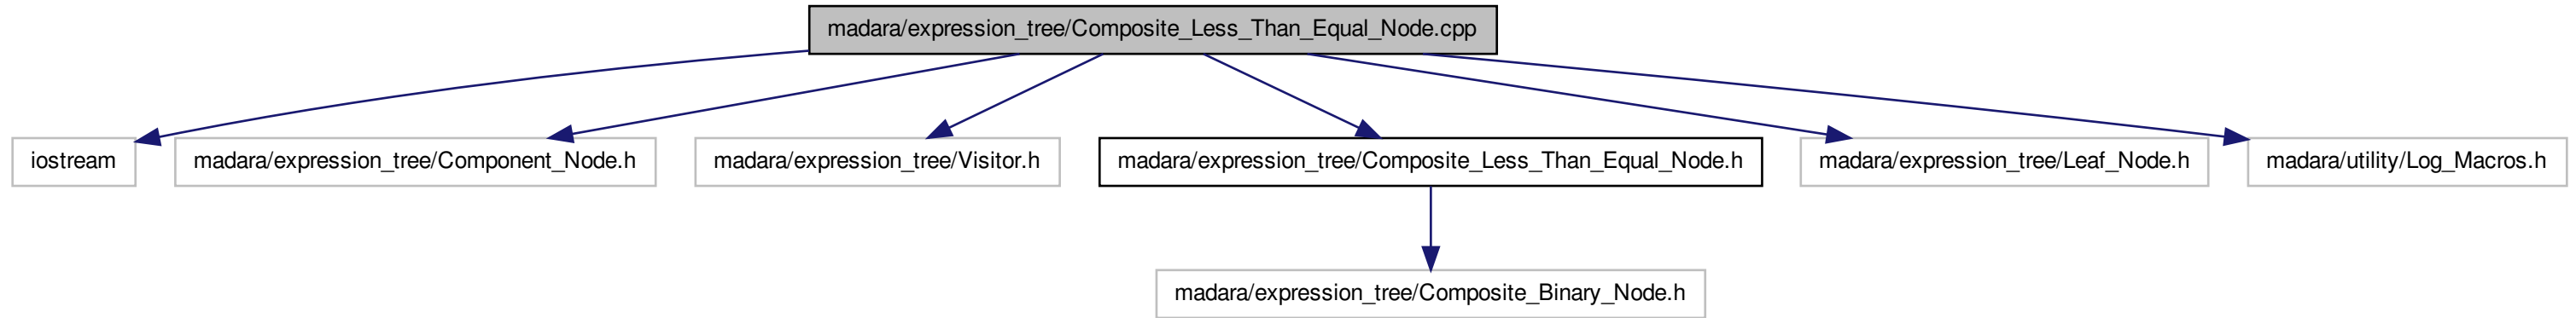 madara/expression_tree/Composite_Less_Than_Equal_Node.cpp
iostream
madara/expression_tree/Component_Node.h
madara/expression_tree/Visitor.h
madara/expression_tree/Composite_Less_Than_Equal_Node.h
madara/expression_tree/Leaf_Node.h
madara/utility/Log_Macros.h
madara/expression_tree/Composite_Binary_Node.h